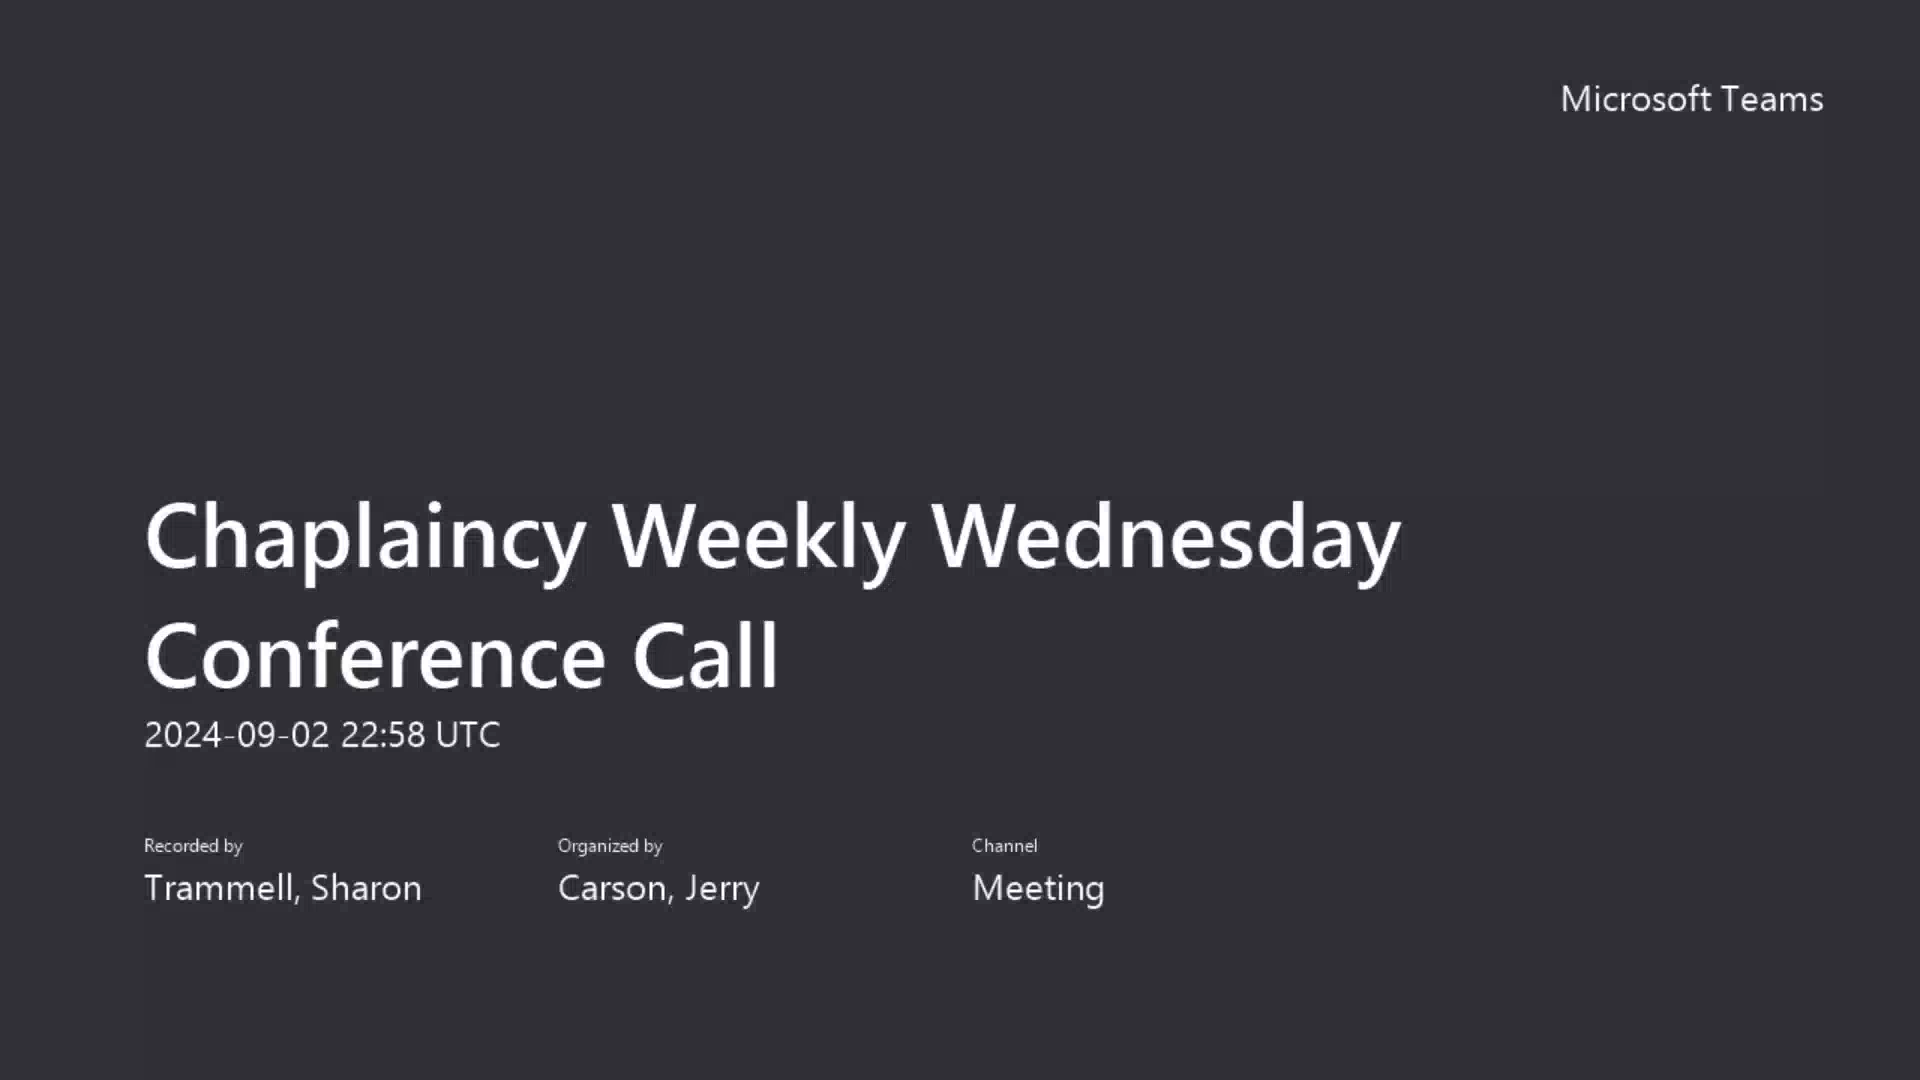 Microsoft Teams
Chaplaincy Weekly Wednesday
Conference Call
2024-09-02 22:58 UTC
Recorded by
Trammell, Sharon
Organized by
Carson, Jerry
Channel
Meeting